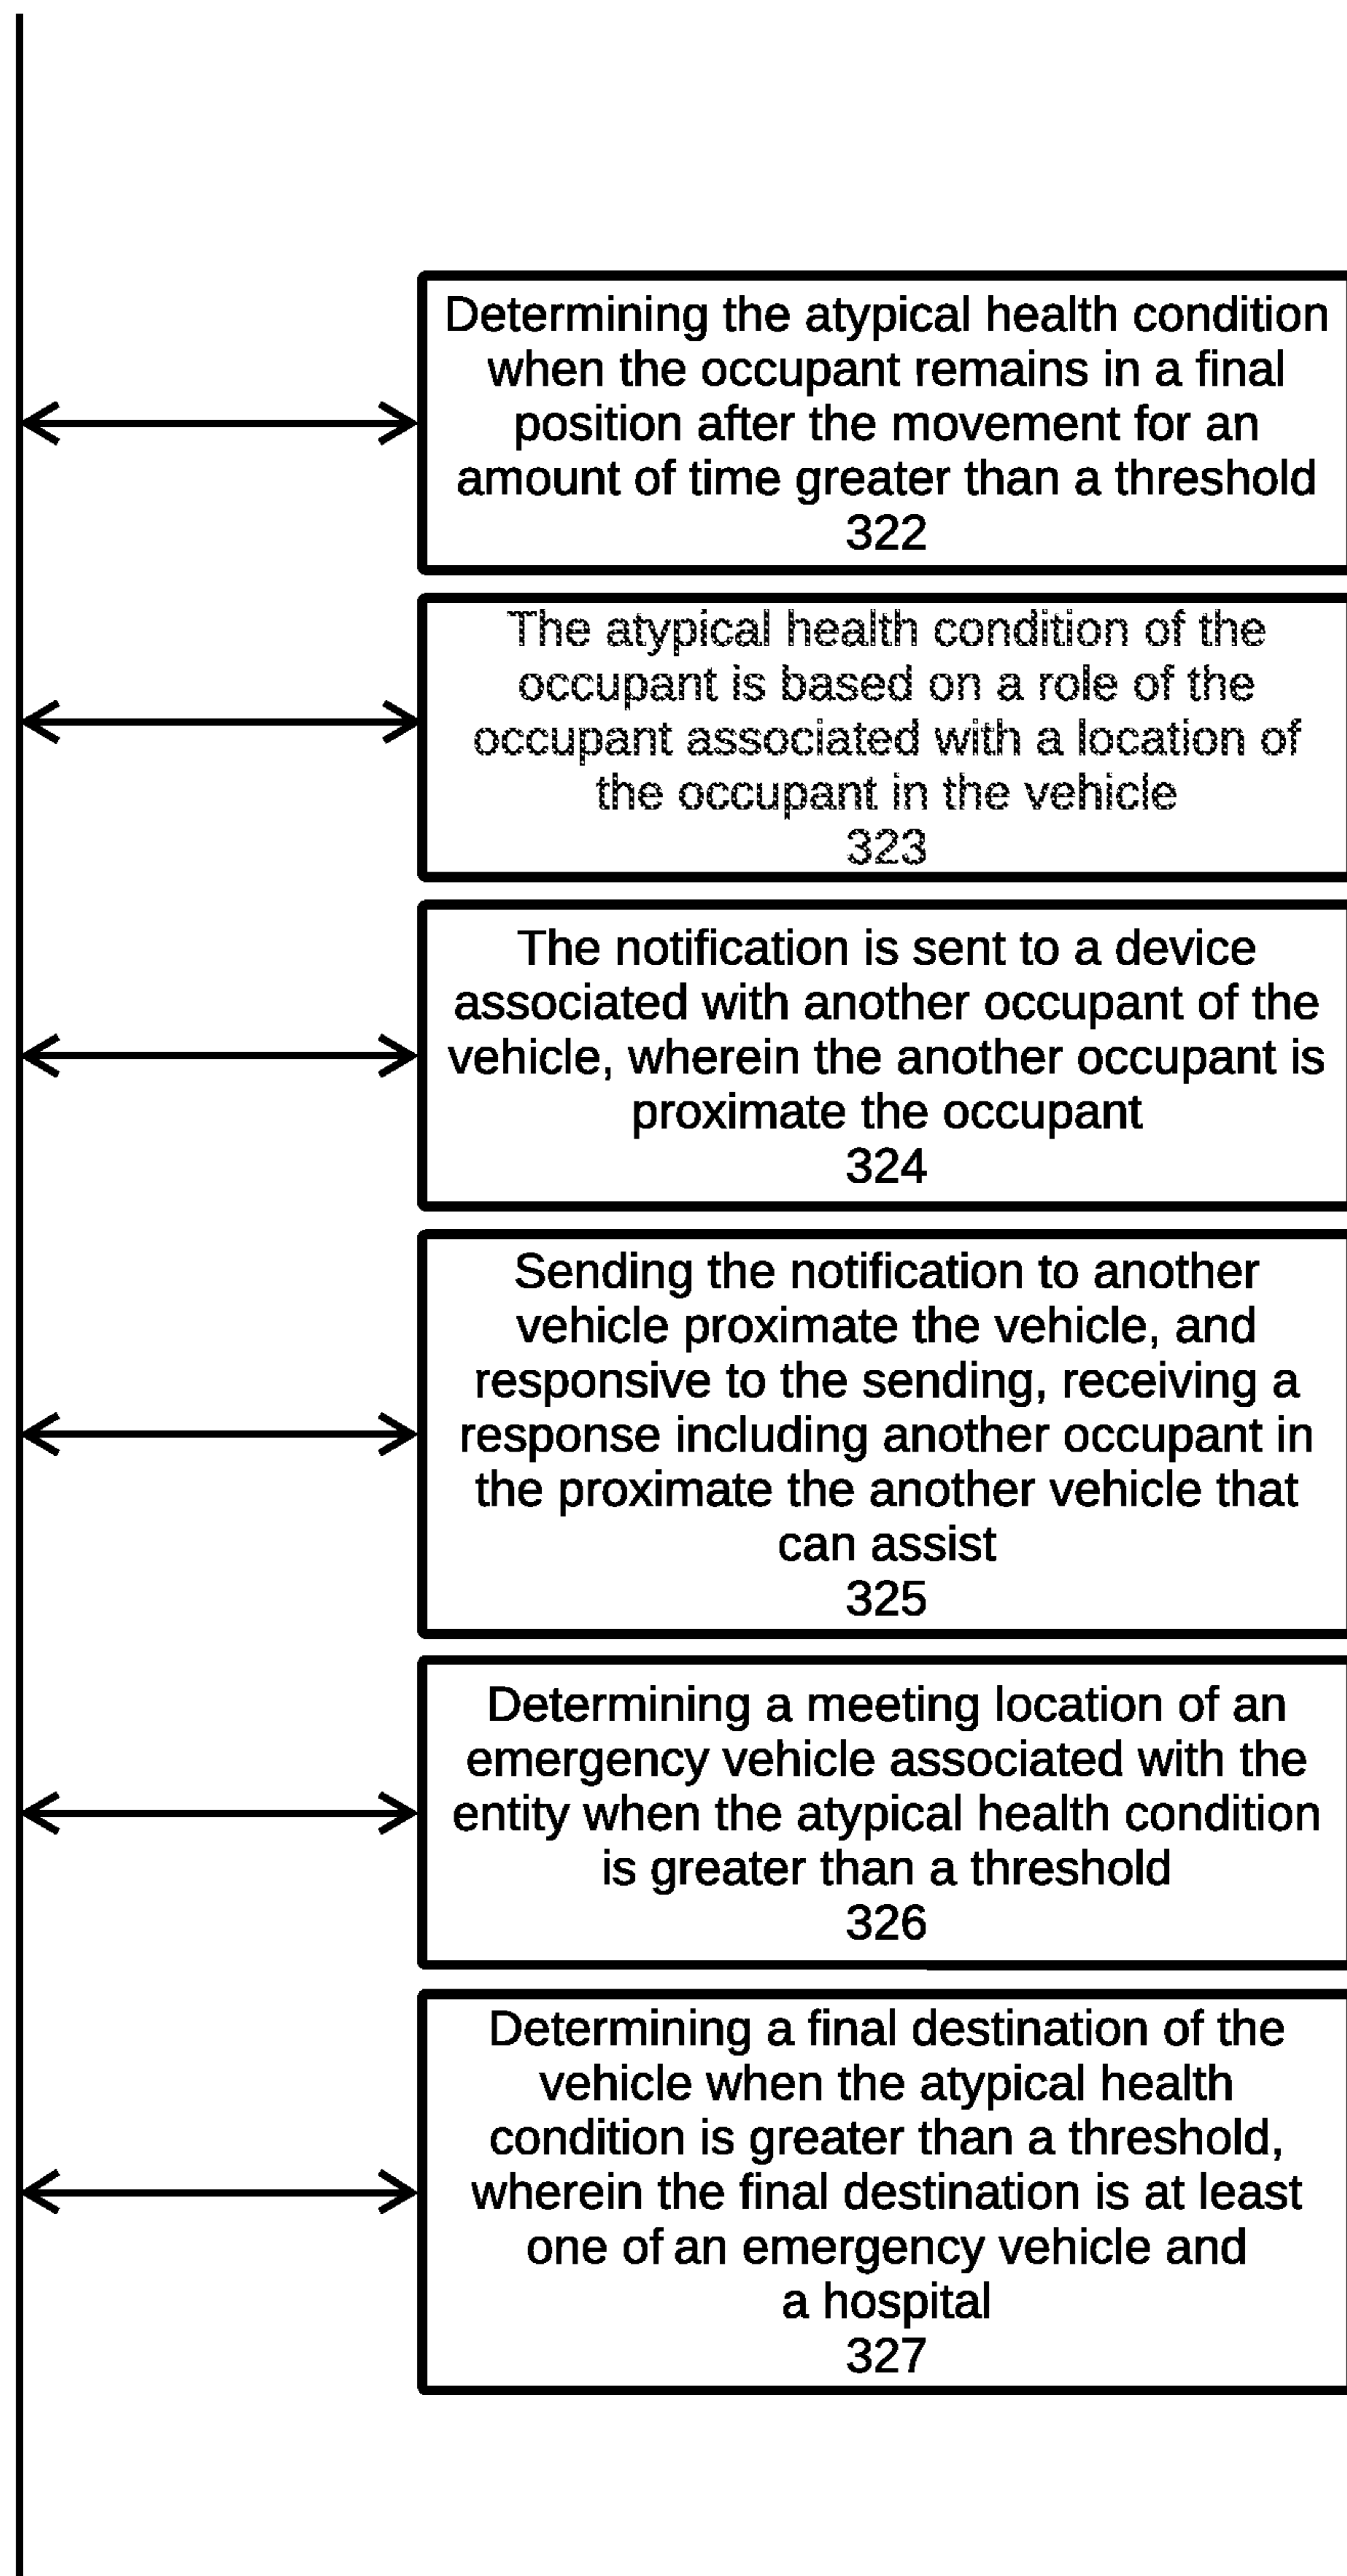 Determining the atypical health condition
when the occupant remains in a final
position after the movement for an
amount of time greater than a threshold
322
The atypical health condition of the
occupant is based on a role of the
occupant associated with a location of
the occupant in the vehicle
323
The notification is sent to a device
associated with another occupant of the
vehicle, wherein the another occupant is
proximate the occupant
324
Sending the notification to another
vehicle proximate the vehicle, and
responsive to the sending, receiving a
response including another occupant in
the proximate the another vehicle that
can assist
325
Determining a meeting location of an
emergency vehicle associated with the
entity when the atypical health condition
is greater than a threshold
326
Determining a final destination of the
vehicle when the atypical health
condition is greater than a threshold,
wherein the final destination is at least
one of an emergency vehicle and
a hospital
327